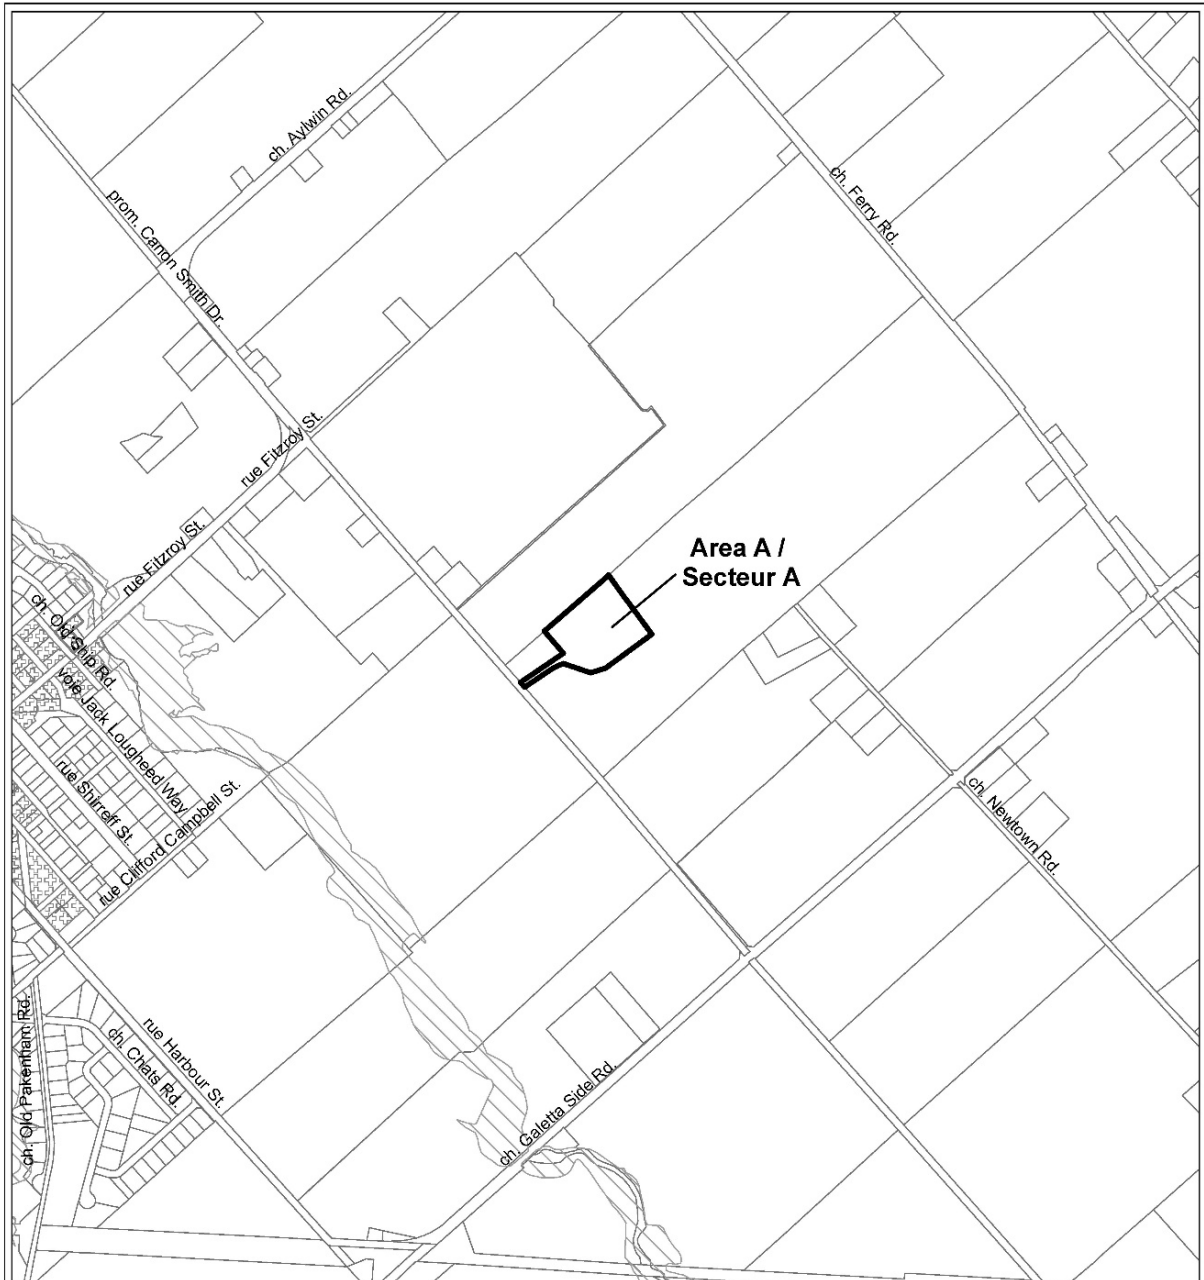 ch. Aylwin Rd.
ch. Ferry Rd.
prom. Canon Smith Dr.
rue Fitzroy St.
rue Fitzroy St.
Area A /
Secteur A
ch. Old Ship Rd.
voie Jack Lougheed Way
rue Shirreff St.
rue Clifford Campbell St.
ch. Newtown Rd.
ch. Old Pakenham Rd.
rue Harbour St.
ch. Chats Rd.
ch. Galetta Side Rd.